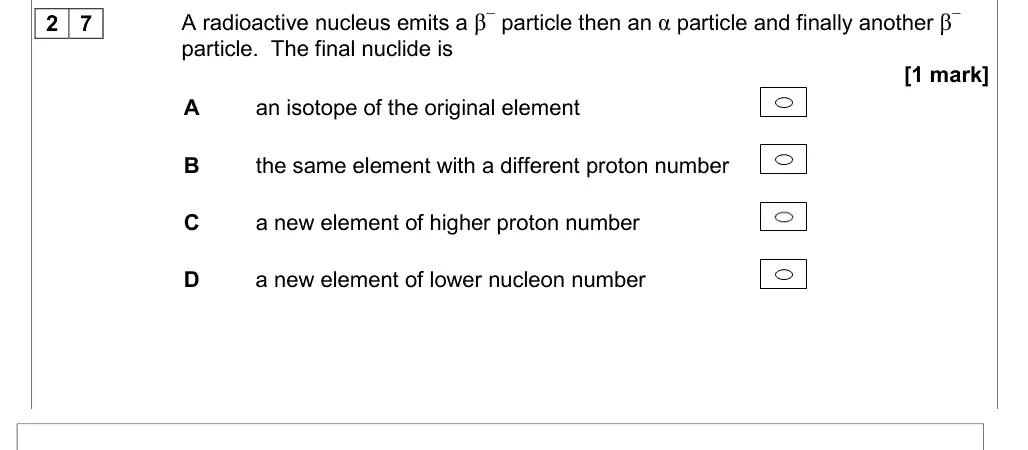 2 7 A radioactive nucleus emits a β⁻ particle then an α particle and finally another β⁻
particle. The final nuclide is
[1 mark]
A an isotope of the original element
B the same element with a different proton number
C a new element of higher proton number
D a new element of lower nucleon number